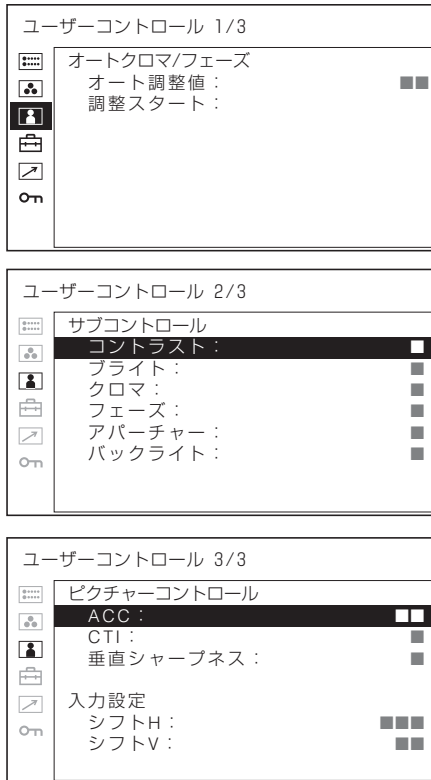 ユーザーコントロール 1/3
オートクロマ/フェーズ
オート調整値：
調整スタート：
ユーザーコントロール 2/3
サブコントロール
コントラスト：
ブライト：
クロマ：
フェーズ：
アパーチャー：
バックライト：
ユーザーコントロール 3/3
ピクチャーコントロール
ACC：
CTI：
垂直シャープネス：
入力設定
シフトH：
シフトV：